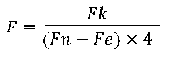 F = Fk / ((Fn − Fe) × 4)